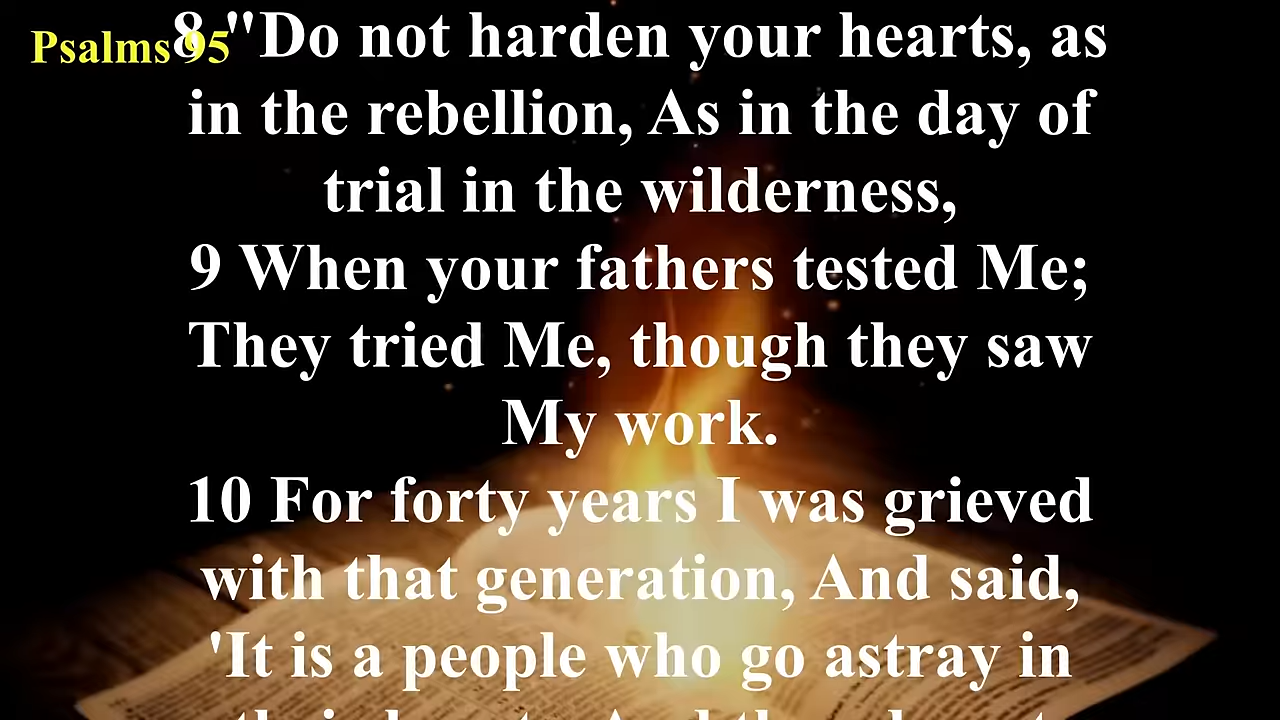 Psalms 95
8 "Do not harden your hearts, as
in the rebellion, As in the day of
trial in the wilderness,
9 When your fathers tested Me;
They tried Me, though they saw
My work.
10 For forty years I was grieved
with that generation, And said,
'It is a people who go astray in